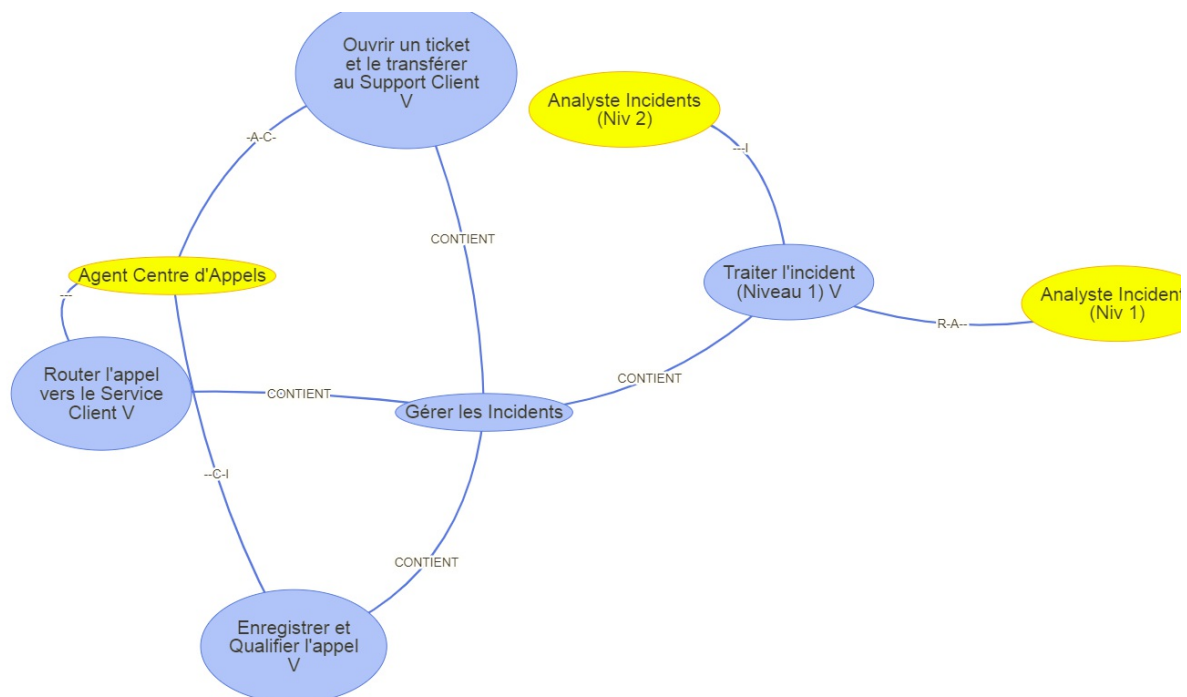 Ouvrir un ticket
et le transférer
au Support Client
V
Analyste Incidents
(Niv 2)
-A-C-
---I
CONTIENT
Agent Centre d'Appels
Traiter l'incident
(Niveau 1) V
---
Analyste Incident
(Niv 1)
R-A--
Router l'appel
vers le Service
Client V
CONTIENT
CONTIENT
Gérer les Incidents
--C-I
CONTIENT
Enregistrer et
Qualifier l'appel
V